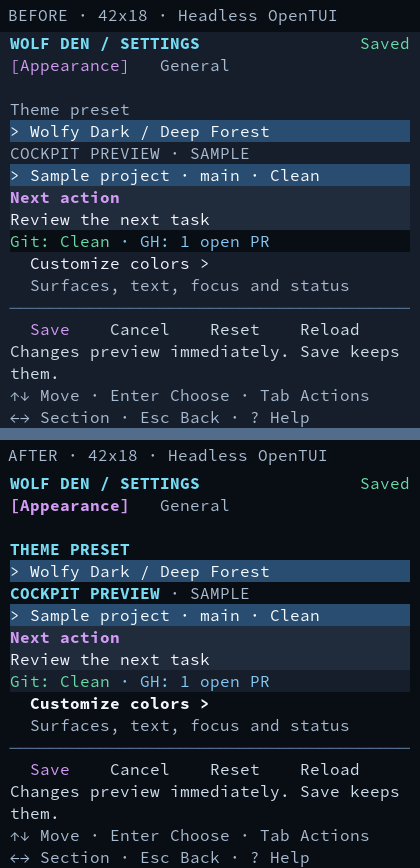 BEFORE · 42x18 · Headless OpenTUI
WOLF DEN / SETTINGS Saved
[Appearance] General
Theme preset
> Wolfy Dark / Deep Forest
COCKPIT PREVIEW · SAMPLE
> Sample project · main · Clean
Next action
Review the next task
Git: Clean · GH: 1 open PR
Customize colors >
Surfaces, text, focus and status
Save Cancel Reset Reload
Changes preview immediately. Save keeps
them.
↑↓ Move · Enter Choose · Tab Actions
←→ Section · Esc Back · ? Help
AFTER · 42x18 · Headless OpenTUI
WOLF DEN / SETTINGS Saved
[Appearance] General
THEME PRESET
> Wolfy Dark / Deep Forest
COCKPIT PREVIEW · SAMPLE
> Sample project · main · Clean
Next action
Review the next task
Git: Clean · GH: 1 open PR
Customize colors >
Surfaces, text, focus and status
Save Cancel Reset Reload
Changes preview immediately. Save keeps
them.
↑↓ Move · Enter Choose · Tab Actions
←→ Section · Esc Back · ? Help